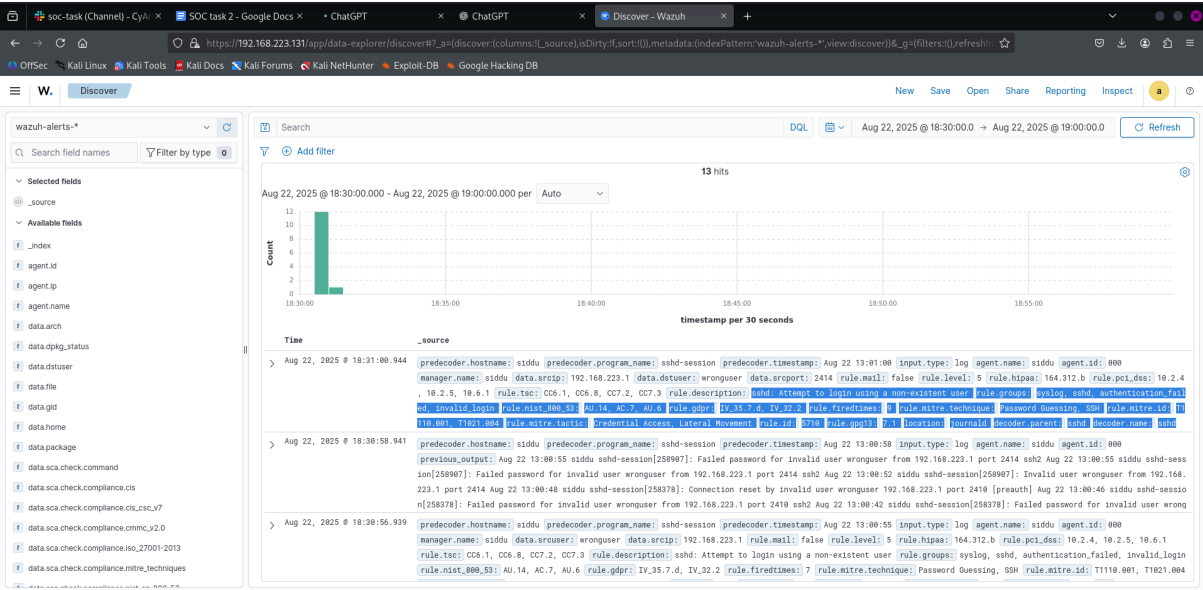 soc-task (Channel) - CyAr
SOC task 2 - Google Docs
ChatGPT
ChatGPT
Discover - Wazuh
https://192.168.223.131/app/data-explorer/discover#?_a=(discover:(columns:!(_source),isDirty:!f,sort:!()),metadata:(indexPattern:'wazuh-alerts-*',view:discover))&_g=(filters:!(),refreshIn
OffSec Kali Linux Kali Tools Kali Docs Kali Forums Kali NetHunter Exploit-DB Google Hacking DB
W. Discover New Save Open Share Reporting Inspect a
wazuh-alerts-* Search DQL Aug 22, 2025 @ 18:30:00.0 → Aug 22, 2025 @ 19:00:00.0 Refresh
Search field names Filter by type 0
Add filter
Selected fields
_source
Available fields
_index
agent.id
agent.ip
agent.name
data.arch
data.dpkg_status
data.dstuser
data.file
data.gid
data.home
data.package
data.sca.check.command
data.sca.check.compliance.cis
data.sca.check.compliance.cis_csc_v7
data.sca.check.compliance.cmmc_v2.0
data.sca.check.compliance.iso_27001-2013
data.sca.check.compliance.mitre_techniques
13 hits
Aug 22, 2025 @ 18:30:00.000 - Aug 22, 2025 @ 19:00:00.000 per Auto
Count
12
10
8
6
4
2
0
18:30:00 18:35:00 18:40:00 18:45:00 18:50:00 18:55:00
timestamp per 30 seconds
Time _source
Aug 22, 2025 @ 18:31:00.944 predecoder.hostname: siddu predecoder.program_name: sshd-session predecoder.timestamp: Aug 22 13:01:00 input.type: log agent.name: siddu agent.id: 000
manager.name: siddu data.srcip: 192.168.223.1 data.dstuser: wronguser data.srcport: 2414 rule.mail: false rule.level: 5 rule.hipaa: 164.312.b rule.pci_dss: 10.2.4
, 10.2.5, 10.6.1 rule.tsc: CC6.1, CC6.8, CC7.2, CC7.3 rule.description: sshd: Attempt to login using a non-existent user rule.groups: syslog, sshd, authentication_fail
ed, invalid_login rule.nist_800_53: AU.14, AC.7, AU.6 rule.gdpr: IV_35.7.d, IV_32.2 rule.firedtimes: 9 rule.mitre.technique: Password Guessing, SSH rule.mitre.id: T1
110.001, T1021.004 rule.mitre.tactic: Credential Access, Lateral Movement rule.id: 5710 rule.gpg13: 7.1 location: journald decoder.parent: sshd decoder.name: sshd
Aug 22, 2025 @ 18:30:58.941 predecoder.hostname: siddu predecoder.program_name: sshd-session predecoder.timestamp: Aug 22 13:00:58 input.type: log agent.name: siddu agent.id: 000
previous_output: Aug 22 13:00:55 siddu sshd-session[258907]: Failed password for invalid user wronguser from 192.168.223.1 port 2414 ssh2 Aug 22 13:00:55 siddu sshd-sess
ion[258907]: Failed password for invalid user wronguser from 192.168.223.1 port 2414 ssh2 Aug 22 13:00:52 siddu sshd-session[258907]: Invalid user wronguser from 192.168.
223.1 port 2414 Aug 22 13:00:48 siddu sshd-session[258378]: Connection reset by invalid user wronguser 192.168.223.1 port 2410 [preauth] Aug 22 13:00:46 siddu sshd-sessio
n[258378]: Failed password for invalid user wronguser from 192.168.223.1 port 2410 ssh2 Aug 22 13:00:42 siddu sshd-session[258378]: Failed password for invalid user wrong
Aug 22, 2025 @ 18:30:56.939 predecoder.hostname: siddu predecoder.program_name: sshd-session predecoder.timestamp: Aug 22 13:00:55 input.type: log agent.name: siddu agent.id: 000
manager.name: siddu data.srcuser: wronguser data.srcip: 192.168.223.1 rule.mail: false rule.level: 5 rule.hipaa: 164.312.b rule.pci_dss: 10.2.4, 10.2.5, 10.6.1
rule.tsc: CC6.1, CC6.8, CC7.2, CC7.3 rule.description: sshd: Attempt to login using a non-existent user rule.groups: syslog, sshd, authentication_failed, invalid_login
rule.nist_800_53: AU.14, AC.7, AU.6 rule.gdpr: IV_35.7.d, IV_32.2 rule.firedtimes: 7 rule.mitre.technique: Password Guessing, SSH rule.mitre.id: T1110.001, T1021.004